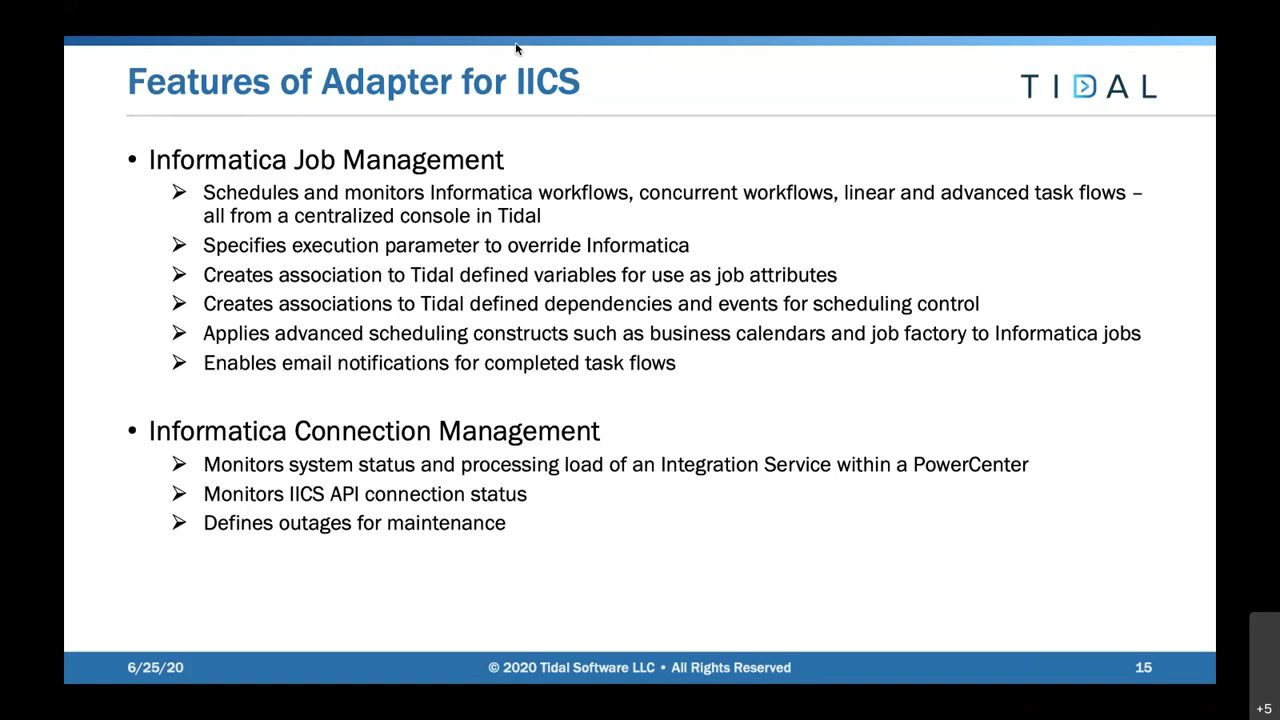 Features of Adapter for IICS
TIDAL
• Informatica Job Management
➢ Schedules and monitors Informatica workflows, concurrent workflows, linear and advanced task flows –
all from a centralized console in Tidal
➢ Specifies execution parameter to override Informatica
➢ Creates association to Tidal defined variables for use as job attributes
➢ Creates associations to Tidal defined dependencies and events for scheduling control
➢ Applies advanced scheduling constructs such as business calendars and job factory to Informatica jobs
➢ Enables email notifications for completed task flows
• Informatica Connection Management
➢ Monitors system status and processing load of an Integration Service within a PowerCenter
➢ Monitors IICS API connection status
➢ Defines outages for maintenance
6/25/20 © 2020 Tidal Software LLC • All Rights Reserved 15
+5